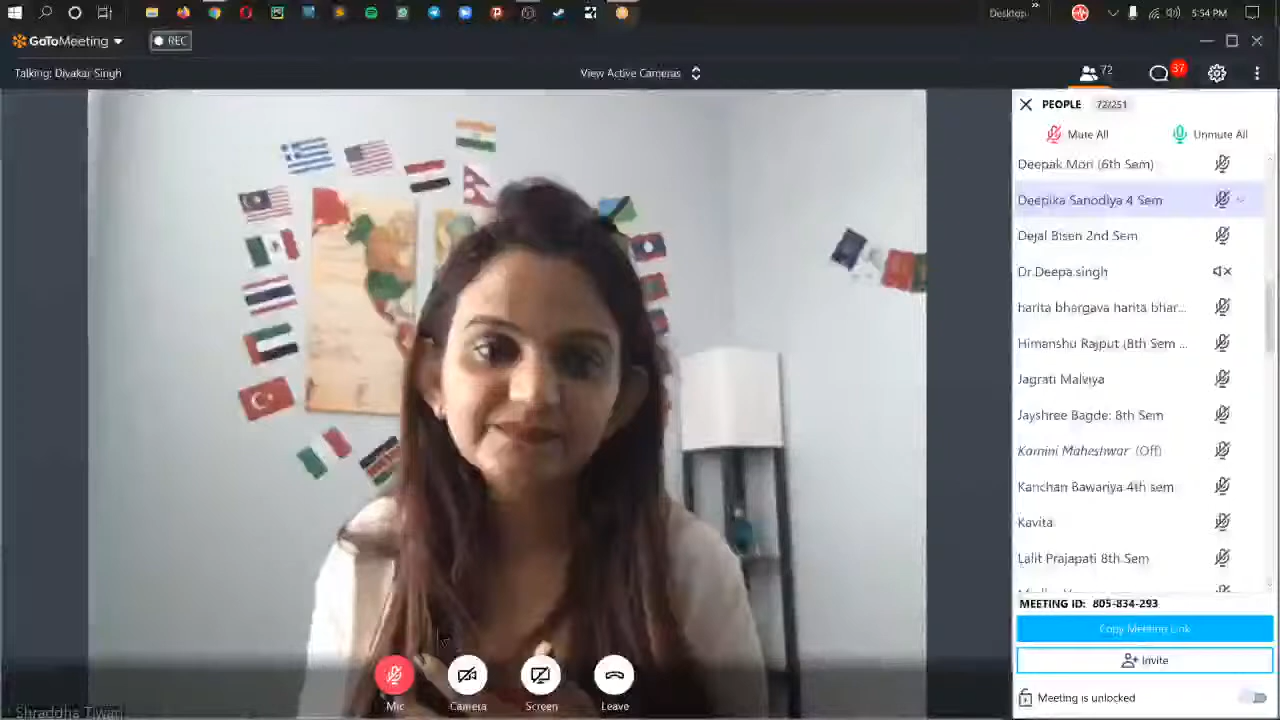 Desktop
5:54 PM
GoToMeeting
REC
Talking: Divakar Singh
View Active Cameras
72
37
PEOPLE 72/251
Mute All Unmute All
Deepak Mori (6th Sem)
Deepika Sanodiya 4 Sem
Dejal Bisen 2nd Sem
Dr.Deepa.singh
harita bhargava harita bhar...
Himanshu Rajput (8th Sem ...
Jagrati Malviya
Jayshree Bagde: 8th Sem
Kamini Maheshwar (Off)
Kanchan Bawariya 4th sem
Kavita
Lalit Prajapati 8th Sem
MEETING ID: 805-834-293
Copy Meeting Link
Invite
Meeting is unlocked
Mic Camera Screen Leave
Shraddha Tiwari